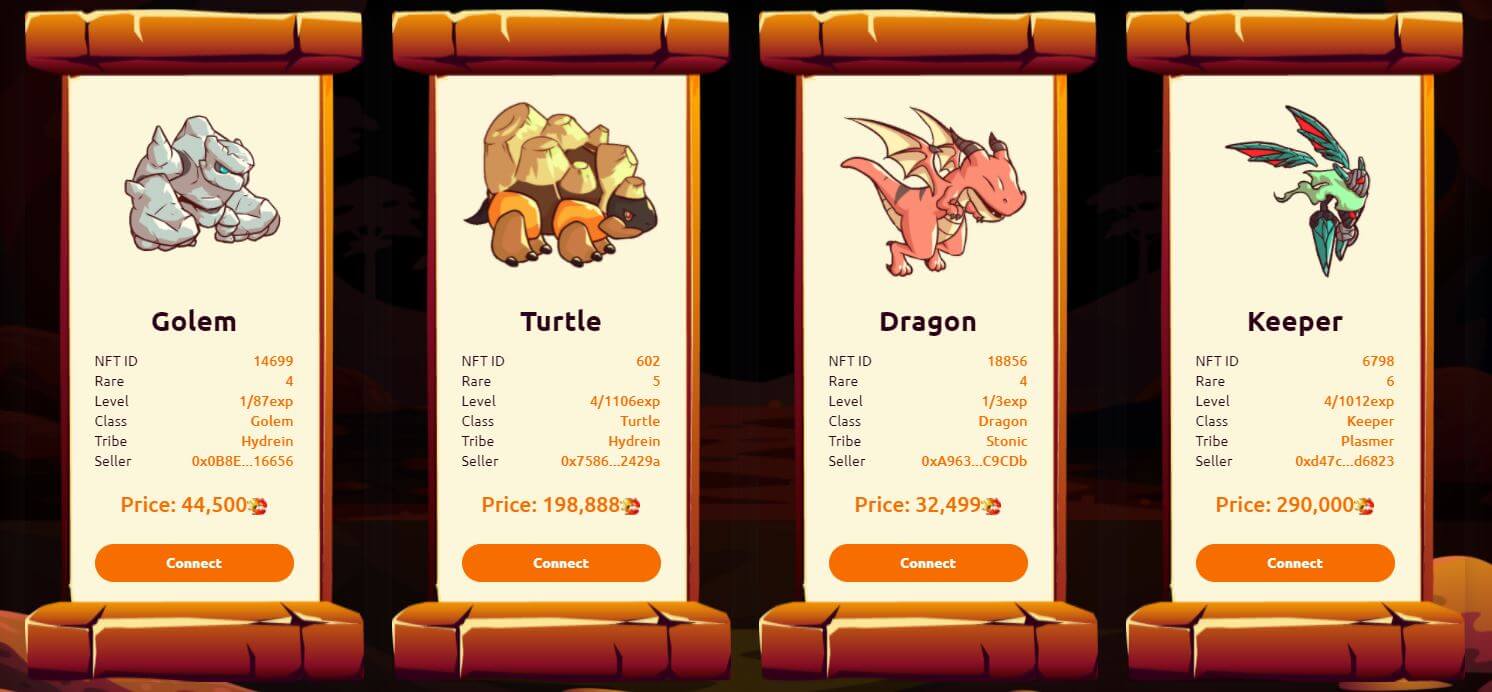 Golem
NFT ID 14699
Rare 4
Level 1/87exp
Class Golem
Tribe Hydrein
Seller 0x0B8E...16656
Price: 44,500
Connect
Turtle
NFT ID 602
Rare 5
Level 4/1106exp
Class Turtle
Tribe Hydrein
Seller 0x7586...2429a
Price: 198,888
Connect
Dragon
NFT ID 18856
Rare 4
Level 1/3exp
Class Dragon
Tribe Stonic
Seller 0xA963...C9CDb
Price: 32,499
Connect
Keeper
NFT ID 6798
Rare 6
Level 4/1012exp
Class Keeper
Tribe Plasmer
Seller 0xd47c...d6823
Price: 290,000
Connect